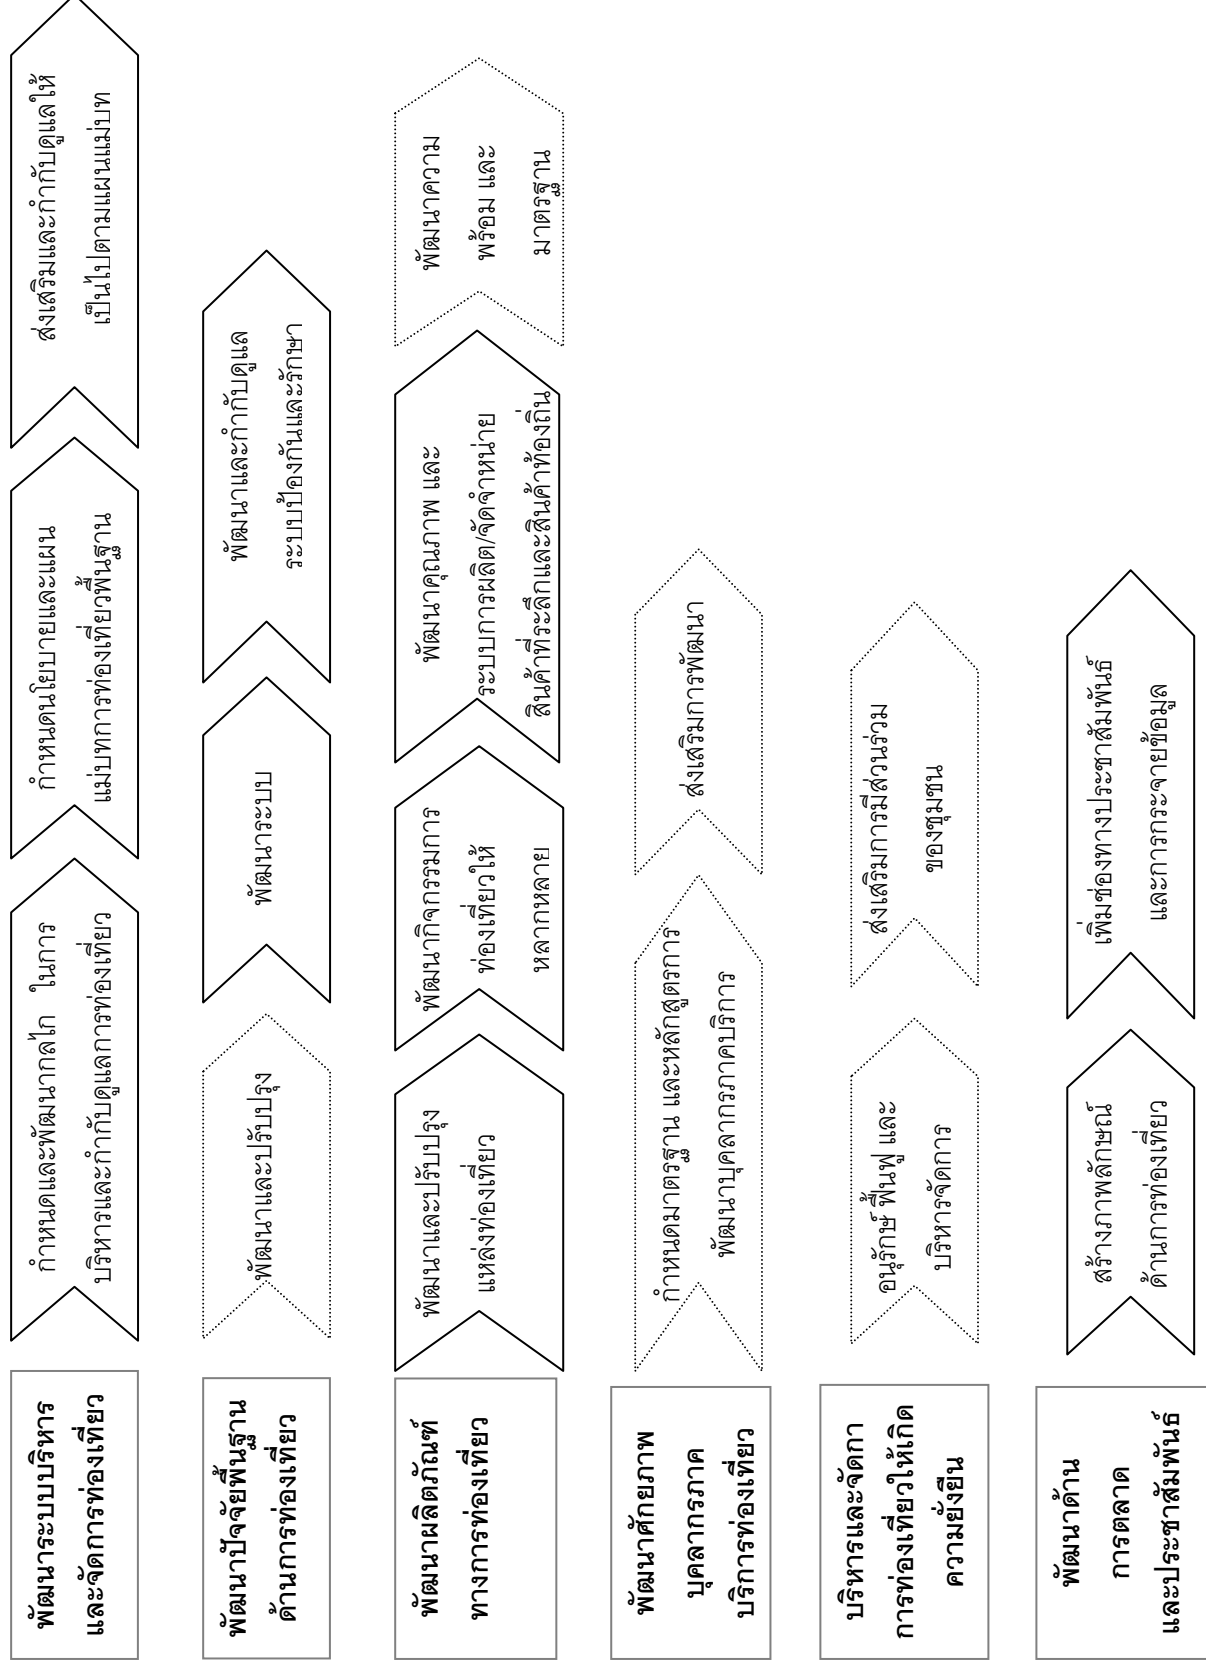 พัฒนาระบบบริหาร
และจัดการท่องเที่ยว
กำหนดและพัฒนากลไก ในการ
บริหารและกำกับดูแลการท่องเที่ยว
กำหนดนโยบายและแผน
แม่บทการท่องเที่ยวพื้นฐาน
ส่งเสริมและกำกับดูแลให้
เป็นไปตามแผนแม่บท
พัฒนาปัจจัยพื้นฐาน
ด้านการท่องเที่ยว
พัฒนาและปรับปรุง
พัฒนาระบบ
พัฒนาและกำกับดูแล
ระบบป้องกันและรักษา
พัฒนาผลิตภัณฑ์
ทางการท่องเที่ยว
พัฒนาและปรับปรุง
แหล่งท่องเที่ยว
พัฒนากิจกรรมการ
ท่องเที่ยวให้
หลากหลาย
พัฒนาคุณภาพ และ
ระบบการผลิต/จัดจำหน่าย
สินค้าที่ระลึกและสินค้าท้องถิ่น
พัฒนาความ
พร้อม และ
มาตรฐาน
พัฒนาศักยภาพ
บุคลากรภาค
บริการท่องเที่ยว
กำหนดมาตรฐาน และหลักสูตรการ
พัฒนาบุคลากรภาคบริการ
ส่งเสริมการพัฒนา
บริหารและจัดกา
การท่องเที่ยวให้เกิด
ความยั่งยืน
อนุรักษ์ ฟื้นฟู และ
บริหารจัดการ
ส่งเสริมการมีส่วนร่วม
ของชุมชน
พัฒนาด้าน
การตลาด
และประชาสัมพันธ์
สร้างภาพลักษณ์
ด้านการท่องเที่ยว
เพิ่มช่องทางประชาสัมพันธ์
และการกระจายข้อมูล